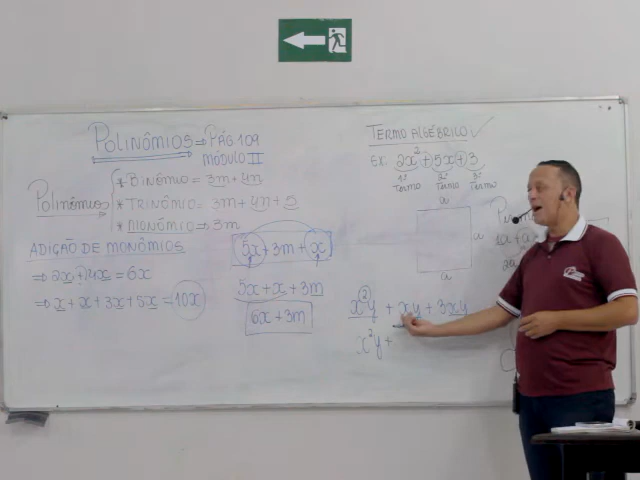 POLINÔMIOS ⇒ PÁG 109
MÓDULO II
POLINÔMIOS
* BINÔMIO = 3m + 4n
* TRINÔMIO = 3m + 4n + 5
* MONÔMIO ⇒ 3m
ADIÇÃO DE MONÔMIOS
⇒ 2x + 4x = 6x
⇒ x + x + 3x + 5x = 10x
5x + 3m + x
5x + x + 3m
6x + 3m
TERMO ALGÉBRICO ✓
EX: 2x² + 5x + 3
1º TERMO 2º TERMO 3º TERMO
a
a
a
x²y + xy + 3xy
x²y +